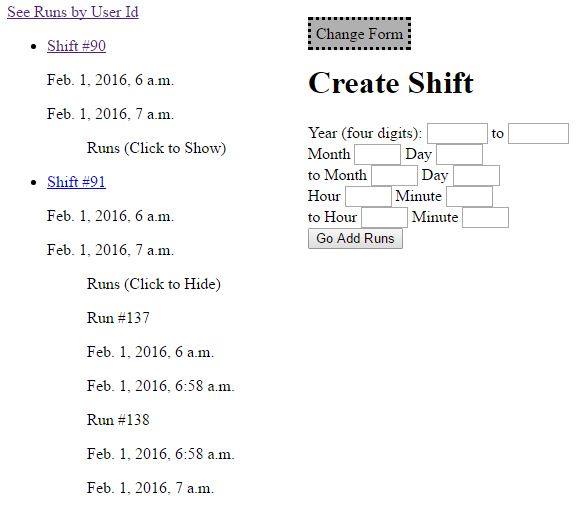 See Runs by User Id
Shift #90
Feb. 1, 2016, 6 a.m.
Feb. 1, 2016, 7 a.m.
Runs (Click to Show)
Shift #91
Feb. 1, 2016, 6 a.m.
Feb. 1, 2016, 7 a.m.
Runs (Click to Hide)
Run #137
Feb. 1, 2016, 6 a.m.
Feb. 1, 2016, 6:58 a.m.
Run #138
Feb. 1, 2016, 6:58 a.m.
Feb. 1, 2016, 7 a.m.
Change Form
Create Shift
Year (four digits): to
Month Day
to Month Day
Hour Minute
to Hour Minute
Go Add Runs